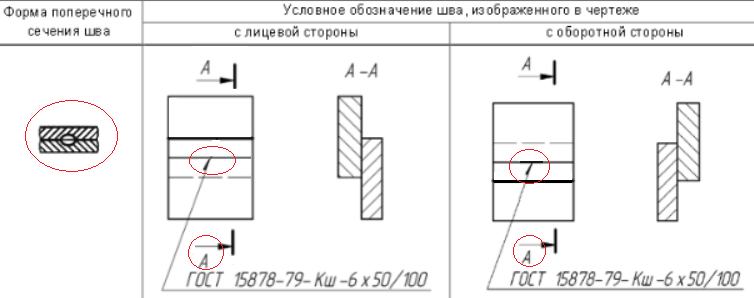 Форма поперечного
сечения шва
Условное обозначение шва, изображенного в чертеже
с лицевой стороны
с оборотной стороны
А
А – А
А
ГОСТ 15878-79- Кш -6 х 50/100
А
А – А
А
ГОСТ 15878-79- Кш -6 х 50/100